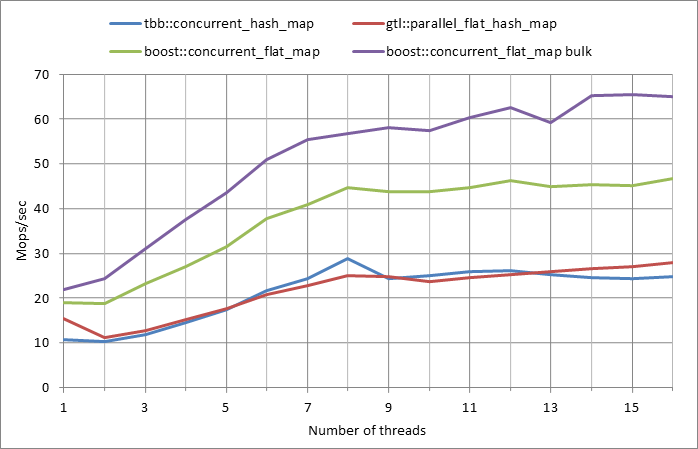 tbb::concurrent_hash_map gtl::parallel_flat_hash_map
boost::concurrent_flat_map boost::concurrent_flat_map bulk
70
60
50
40
30
20
10
0
Mops/sec
1 3 5 7 9 11 13 15
Number of threads